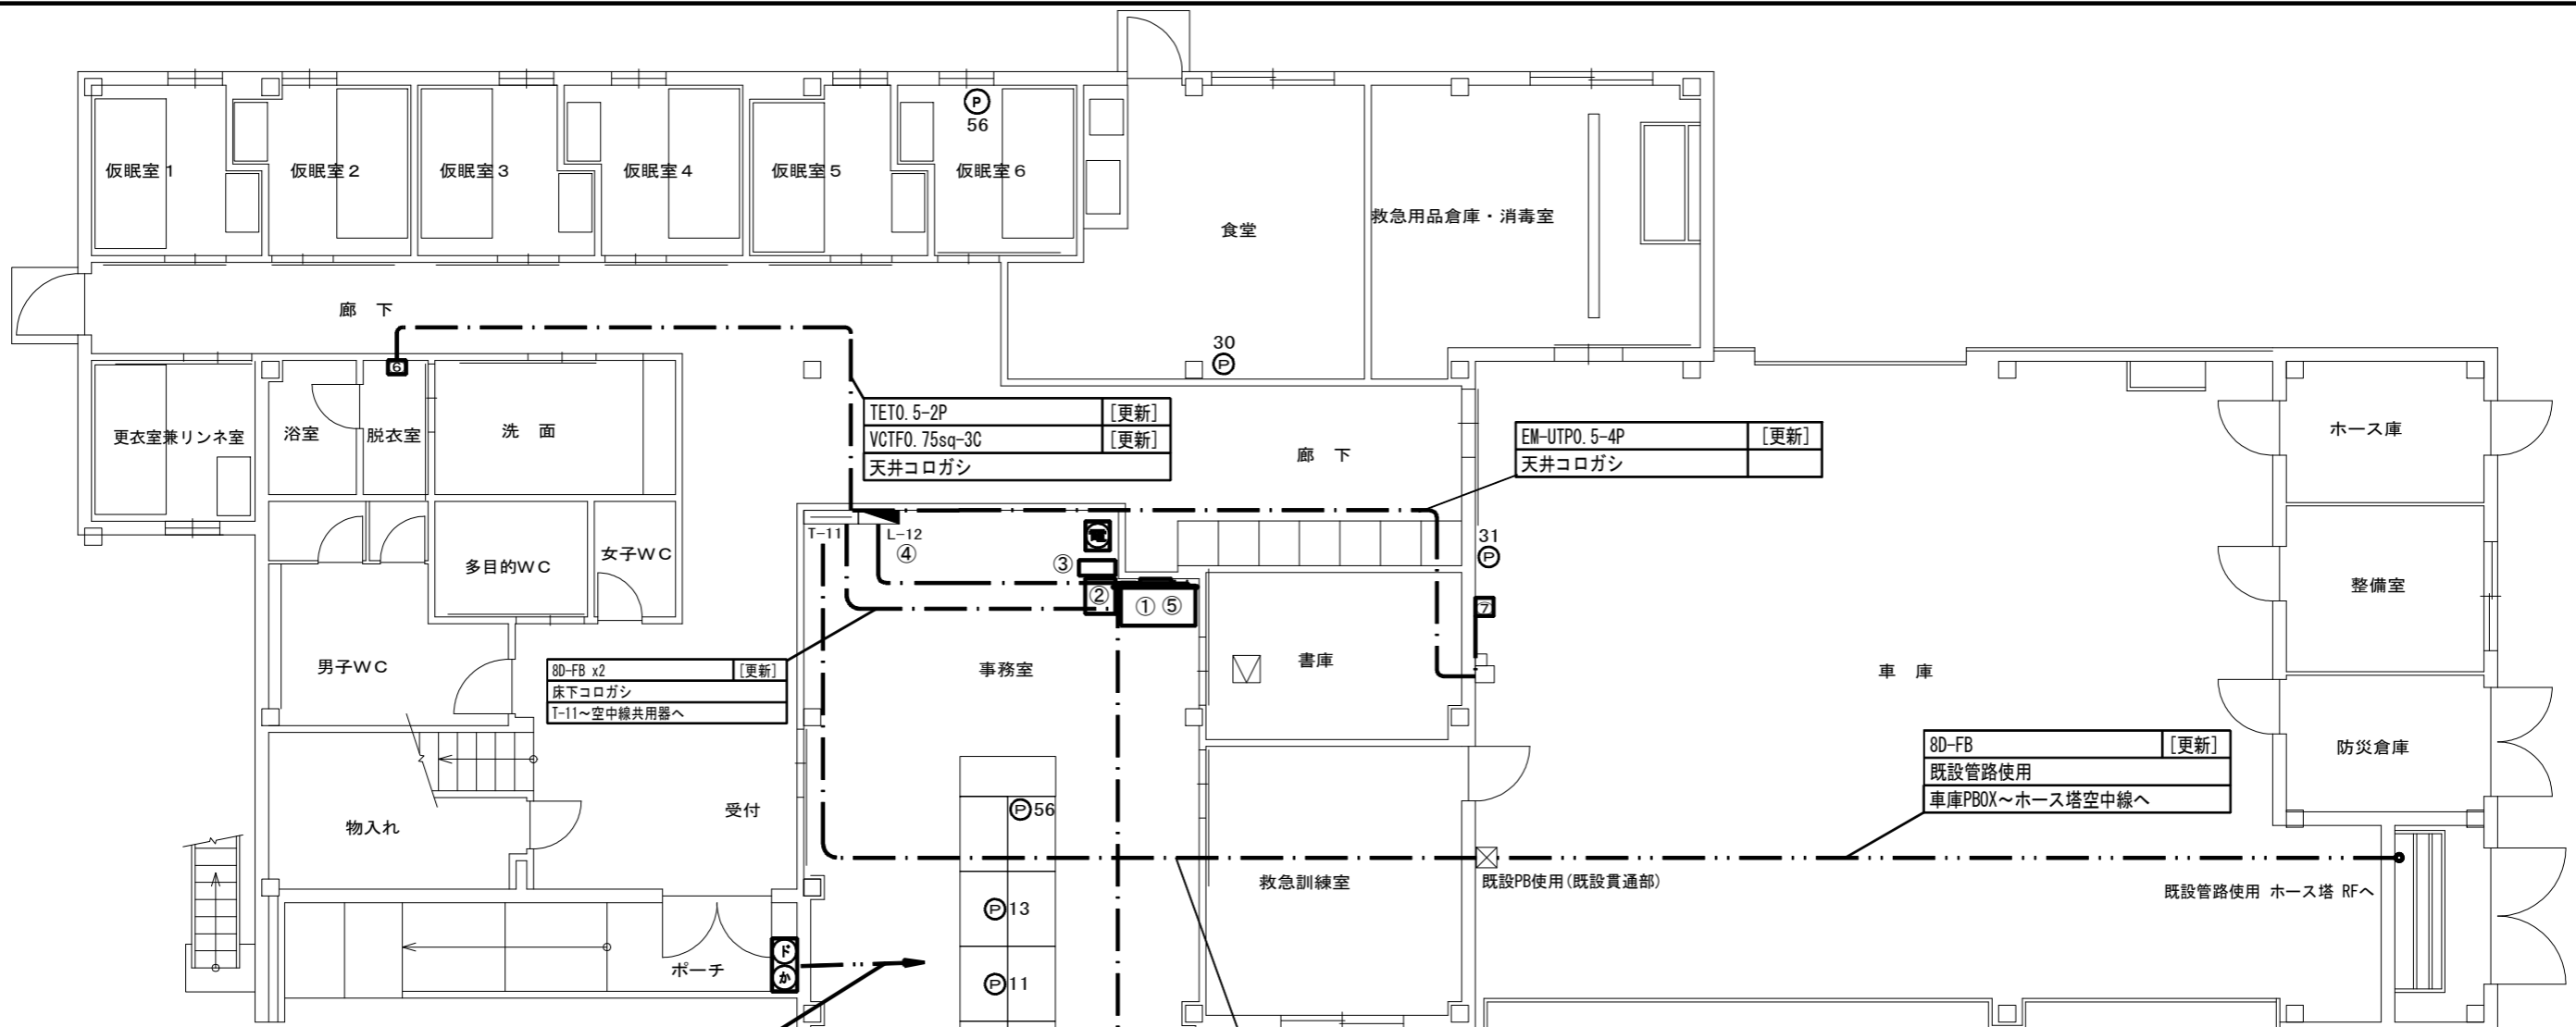 Ⓟ
56
仮眠室1
仮眠室2
仮眠室3
仮眠室4
仮眠室5
仮眠室6
食堂
救急用品倉庫・消毒室
廊 下
30
Ⓟ
⑥
更衣室兼リンネ室
浴室
脱衣室
洗 面
TET0.5-2P [更新]
VCTF0.75sq-3C [更新]
天井コロガシ
廊 下
EM-UTP0.5-4P [更新]
天井コロガシ
ホース庫
T-11
L-12
④
③
②
① ⑤
31
Ⓟ
⑦
多目的WC
女子WC
整備室
男子WC
8D-FB x2 [更新]
床下コロガシ
T-11~空中線共用器へ
事務室
書庫
車 庫
8D-FB [更新]
既設管路使用
車庫PBOX~ホース塔空中線へ
防災倉庫
物入れ
受付
Ⓟ56
Ⓟ13
Ⓟ11
救急訓練室
既設PB使用(既設貫通部)
既設管路使用 ホース塔 RFへ
ポーチ
ド
か